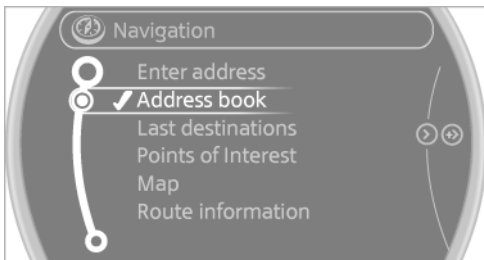 Navigation
Enter address
Address book
Last destinations
Points of Interest
Map
Route information